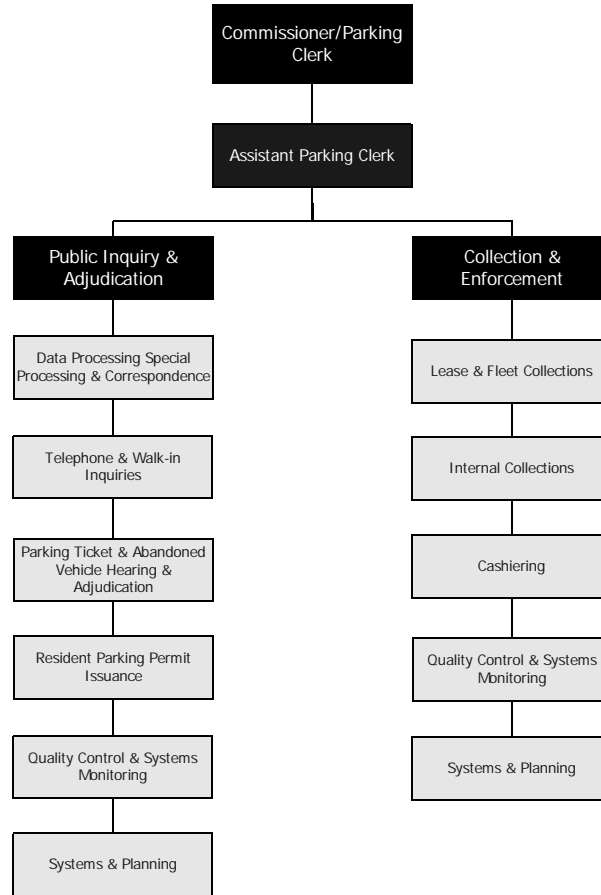 Commissioner/Parking
Clerk
Assistant Parking Clerk
Public Inquiry &
Adjudication
Data Processing Special
Processing & Correspondence
Telephone & Walk-in
Inquiries
Parking Ticket & Abandoned
Vehicle Hearing &
Adjudication
Resident Parking Permit
Issuance
Quality Control & Systems
Monitoring
Systems & Planning
Collection &
Enforcement
Lease & Fleet Collections
Internal Collections
Cashiering
Quality Control & Systems
Monitoring
Systems & Planning